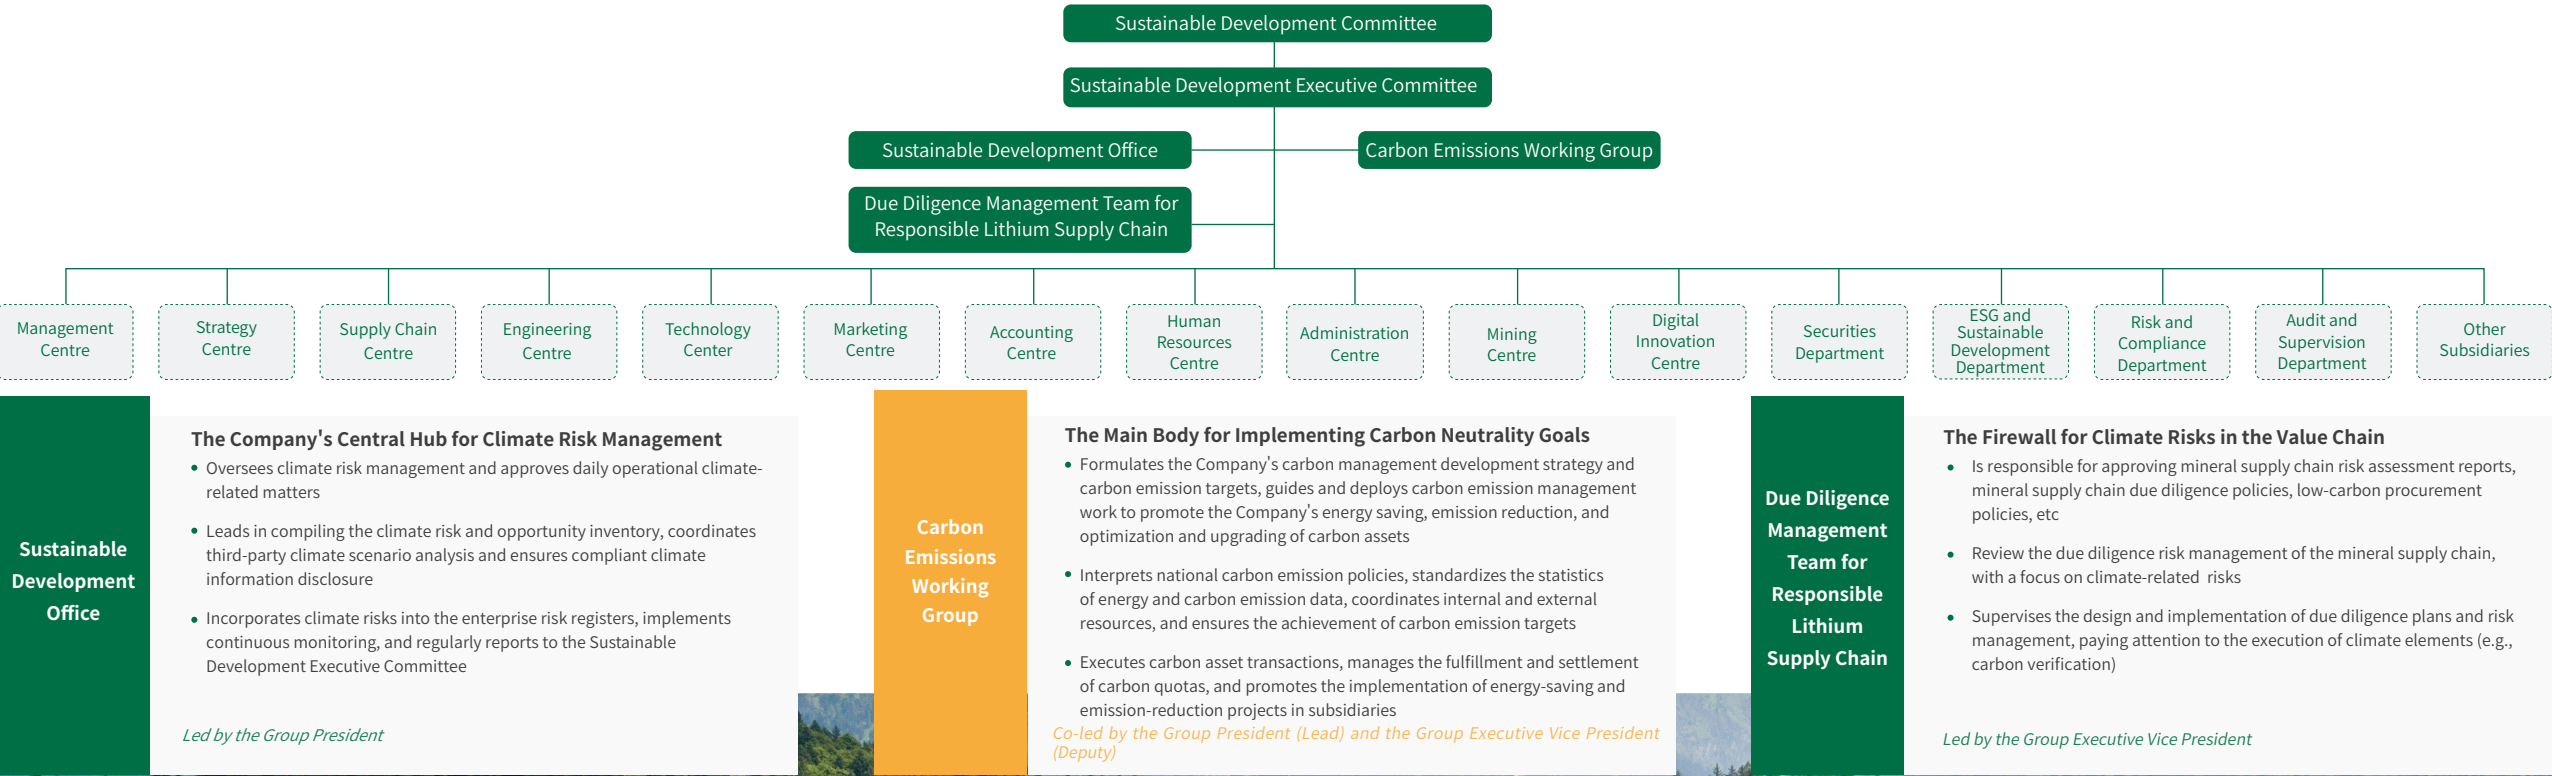 Sustainable Development Committee
Sustainable Development Executive Committee
Sustainable Development Office
Carbon Emissions Working Group
Due Diligence Management Team for
Responsible Lithium Supply Chain
Management
Centre
Strategy
Centre
Supply Chain
Centre
Engineering
Centre
Technology
Center
Marketing
Centre
Accounting
Centre
Human
Resources
Centre
Administration
Centre
Mining
Centre
Digital
Innovation
Centre
Securities
Department
ESG and
Sustainable
Development
Department
Risk and
Compliance
Department
Audit and
Supervision
Department
Other
Subsidiaries
Sustainable
Development
Office
The Company's Central Hub for Climate Risk Management
• Oversees climate risk management and approves daily operational climate-
related matters
• Leads in compiling the climate risk and opportunity inventory, coordinates
third-party climate scenario analysis and ensures compliant climate
information disclosure
• Incorporates climate risks into the enterprise risk registers, implements
continuous monitoring, and regularly reports to the Sustainable
Development Executive Committee
Led by the Group President
Carbon
Emissions
Working
Group
The Main Body for Implementing Carbon Neutrality Goals
• Formulates the Company's carbon management development strategy and
carbon emission targets, guides and deploys carbon emission management
work to promote the Company's energy saving, emission reduction, and
optimization and upgrading of carbon assets
• Interprets national carbon emission policies, standardizes the statistics
of energy and carbon emission data, coordinates internal and external
resources, and ensures the achievement of carbon emission targets
• Executes carbon asset transactions, manages the fulfillment and settlement
of carbon quotas, and promotes the implementation of energy-saving and
emission-reduction projects in subsidiaries
Co-led by the Group President (Lead) and the Group Executive Vice President
(Deputy)
Due Diligence
Management
Team for
Responsible
Lithium
Supply Chain
The Firewall for Climate Risks in the Value Chain
• Is responsible for approving mineral supply chain risk assessment reports,
mineral supply chain due diligence policies, low-carbon procurement
policies, etc
• Review the due diligence risk management of the mineral supply chain,
with a focus on climate-related risks
• Supervises the design and implementation of due diligence plans and risk
management, paying attention to the execution of climate elements (e.g.,
carbon verification)
Led by the Group Executive Vice President